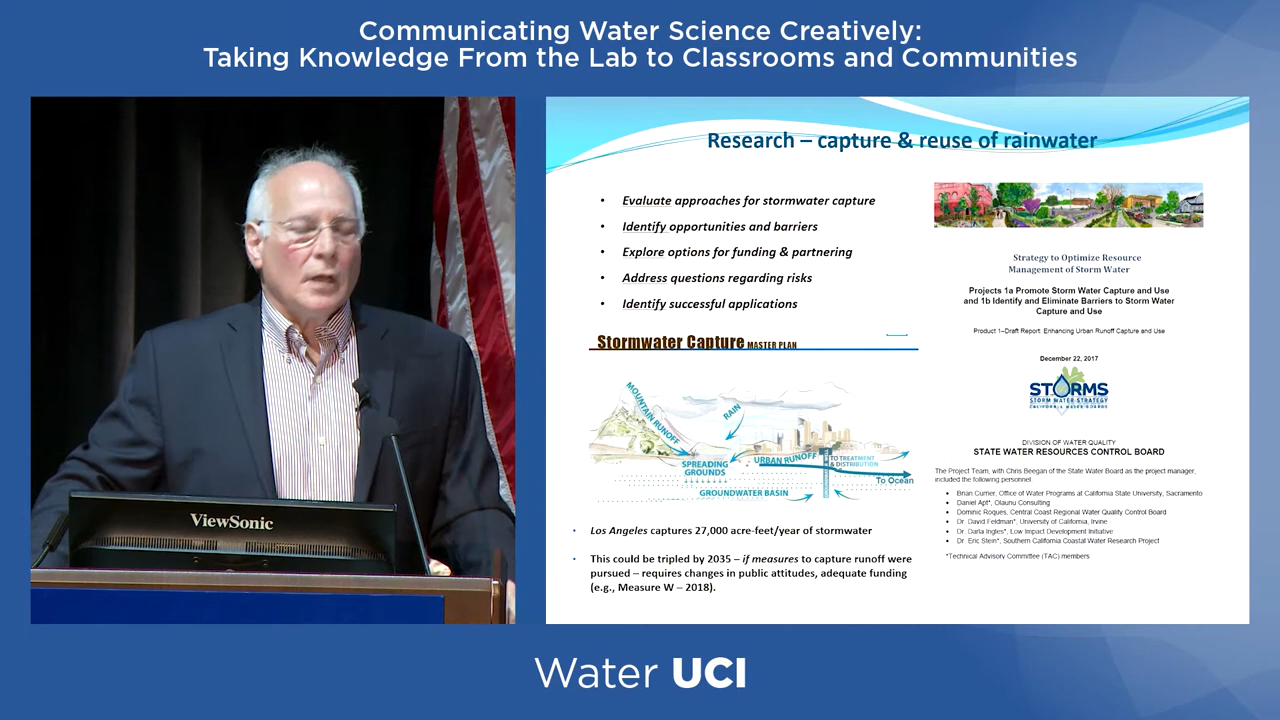 Communicating Water Science Creatively:
Taking Knowledge From the Lab to Classrooms and Communities
ViewSonic
Research – capture & reuse of rainwater
• Evaluate approaches for stormwater capture
• Identify opportunities and barriers
• Explore options for funding & partnering
• Address questions regarding risks
• Identify successful applications
Stormwater Capture MASTER PLAN
MOUNTAIN RUNOFF
RAIN
SPREADING
GROUNDS
URBAN RUNOFF
TO TREATMENT
& DISTRIBUTION
To Ocean
GROUNDWATER BASIN
• Los Angeles captures 27,000 acre-feet/year of stormwater
• This could be tripled by 2035 – if measures to capture runoff were
pursued – requires changes in public attitudes, adequate funding
(e.g., Measure W – 2018).
Strategy to Optimize Resource
Management of Storm Water
Projects 1a Promote Storm Water Capture and Use
and 1b Identify and Eliminate Barriers to Storm Water
Capture and Use
Product 1–Draft Report: Enhancing Urban Runoff Capture and Use
December 22, 2017
STORMS
STORM WATER STRATEGY
CALIFORNIA WATER BOARDS
DIVISION OF WATER QUALITY
STATE WATER RESOURCES CONTROL BOARD
The Project Team, with Chris Beegan of the State Water Board as the project manager,
included the following personnel
• Brian Currier, Office of Water Programs at California State University, Sacramento
• Daniel Apt*, Olaunu Consulting
• Dominic Roques, Central Coast Regional Water Quality Control Board
• Dr. David Feldman*, University of California, Irvine
• Dr. Darla Ingles*, Low Impact Development Initiative
• Dr. Eric Stein*, Southern California Coastal Water Research Project
*Technical Advisory Committee (TAC) members
Water UCI